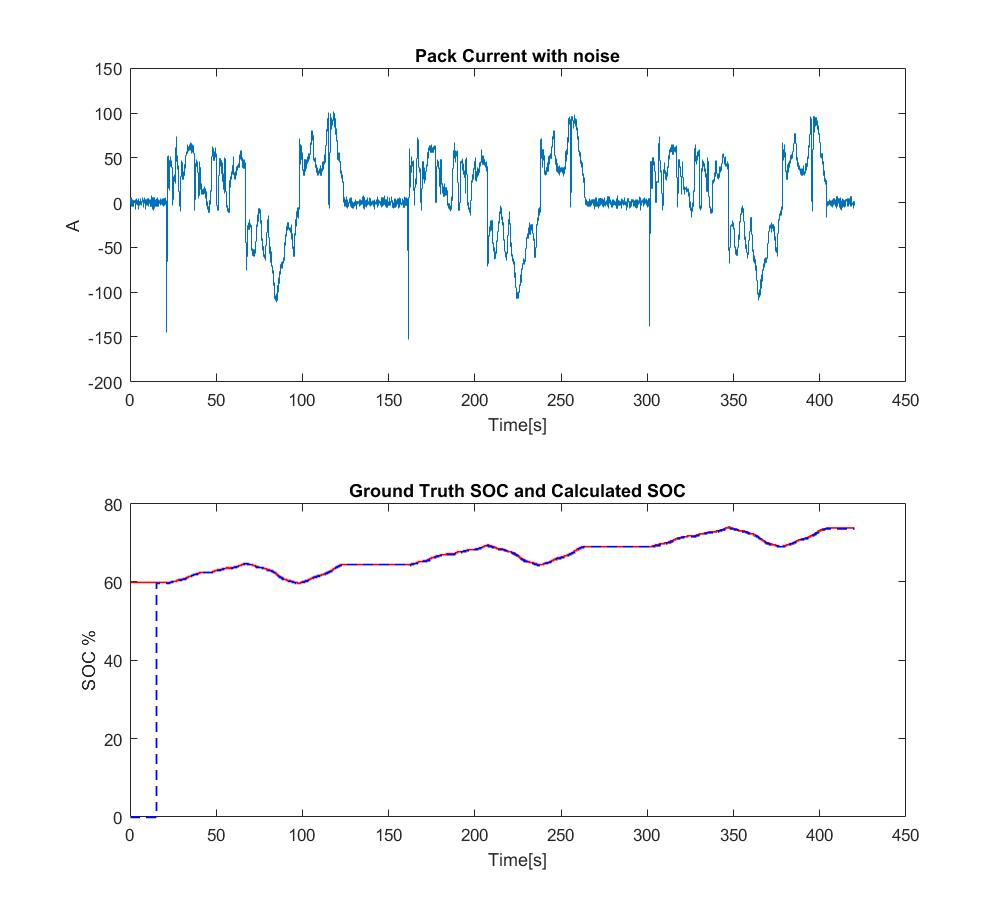 Pack Current with noise
150
100
50
0
-50
-100
-150
-200
A
0 50 100 150 200 250 300 350 400 450
Time[s]
Ground Truth SOC and Calculated SOC
80
60
40
20
0
SOC %
0 50 100 150 200 250 300 350 400 450
Time[s]